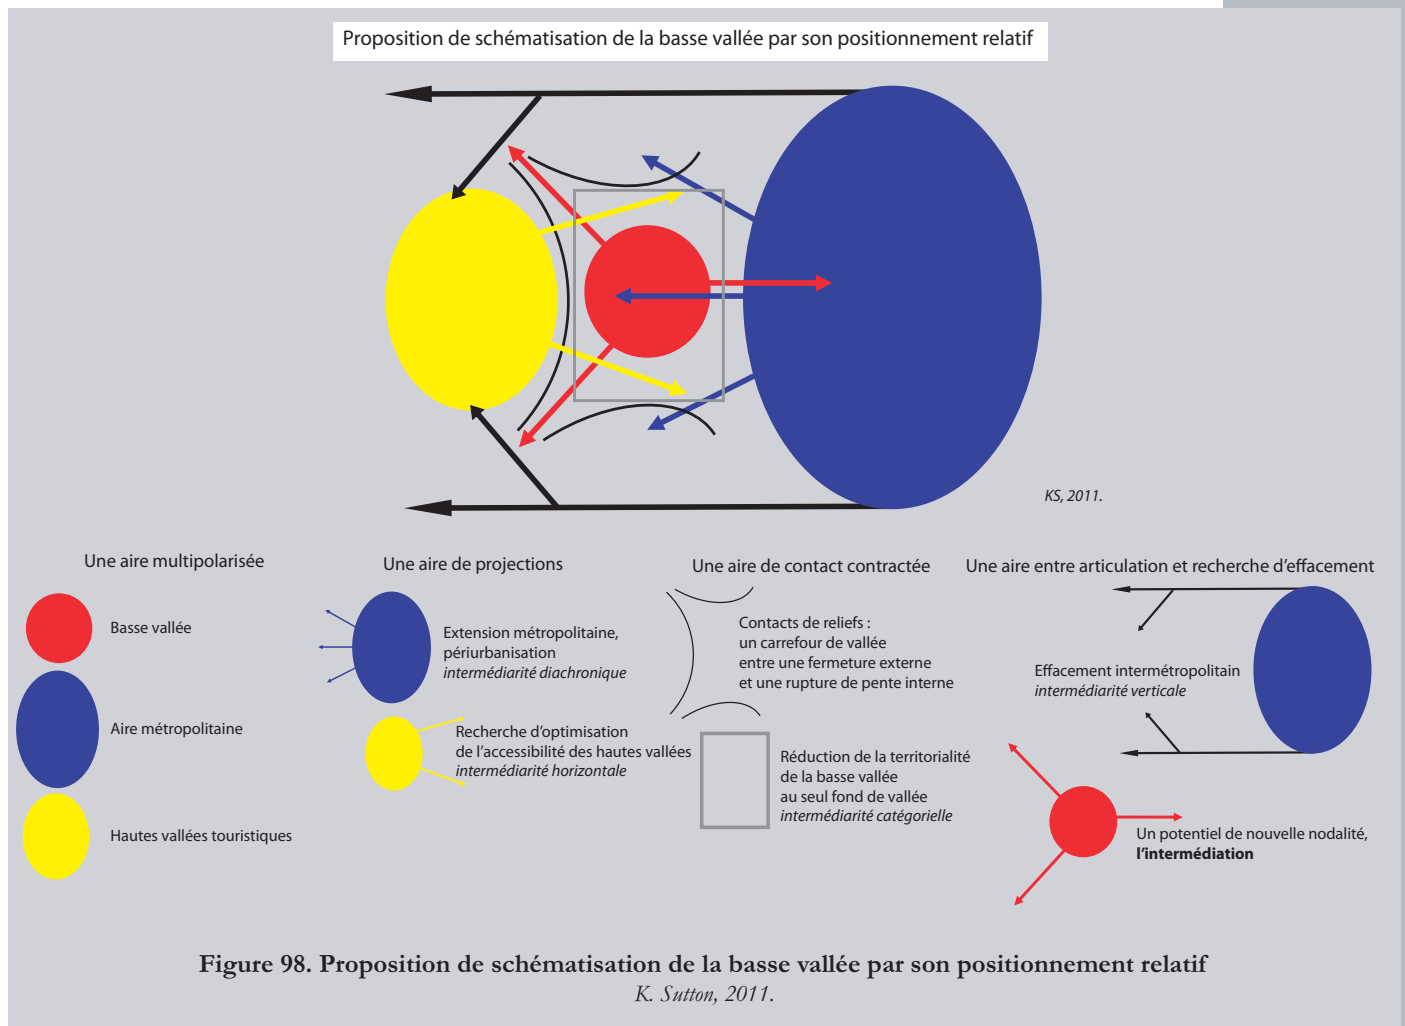 Proposition de schématisation de la basse vallée par son positionnement relatif
KS, 2011.
Une aire multipolarisée
Basse vallée
Aire métropolitaine
Hautes vallées touristiques
Une aire de projections
Extension métropolitaine,
périurbanisation
intermédiarité diachronique
Recherche d'optimisation
de l'accessibilité des hautes vallées
intermédiarité horizontale
Une aire de contact contractée
Contacts de reliefs :
un carrefour de vallée
entre une fermeture externe
et une rupture de pente interne
Réduction de la territorialité
de la basse vallée
au seul fond de vallée
intermédiarité catégorielle
Une aire entre articulation et recherche d'effacement
Effacement intermétropolitain
intermédiarité verticale
Un potentiel de nouvelle nodalité,
l'intermédiation
Figure 98. Proposition de schématisation de la basse vallée par son positionnement relatif
K. Sutton, 2011.